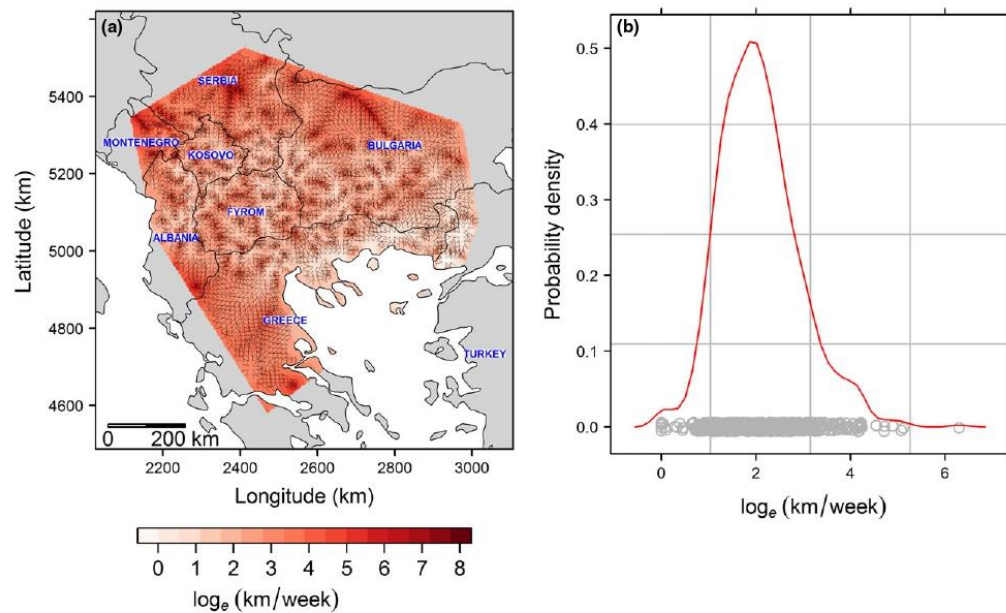 (a)
SERBIA
MONTENEGRO
KOSOVO
BULGARIA
FYROM
ALBANIA
GREECE
TURKEY
0 200 km
5400
5200
5000
4800
4600
Latitude (km)
2200 2400 2600 2800 3000
Longitude (km)
0 1 2 3 4 5 6 7 8
logₑ (km/week)
(b)
0.5
0.4
0.3
0.2
0.1
0.0
Probability density
0 2 4 6
logₑ (km/week)